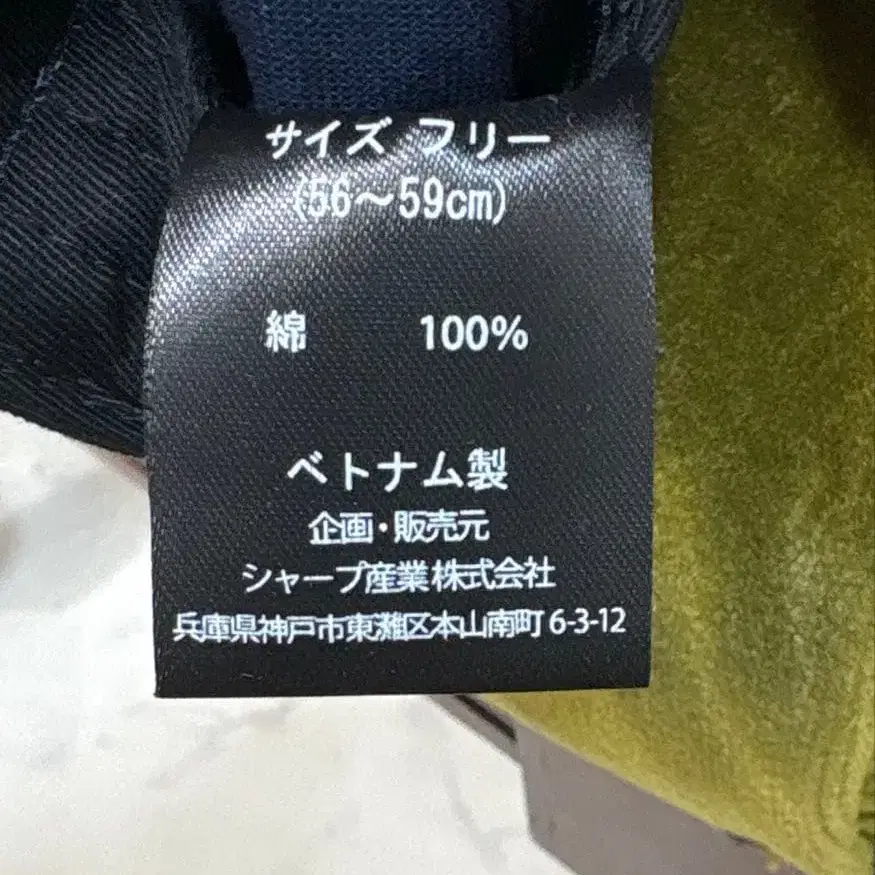 サイズ フリー
(56～59cm)
綿 100%
ベトナム製
企画・販売元
シャープ産業株式会社
兵庫県神戸市東灘区本山南町 6-3-12